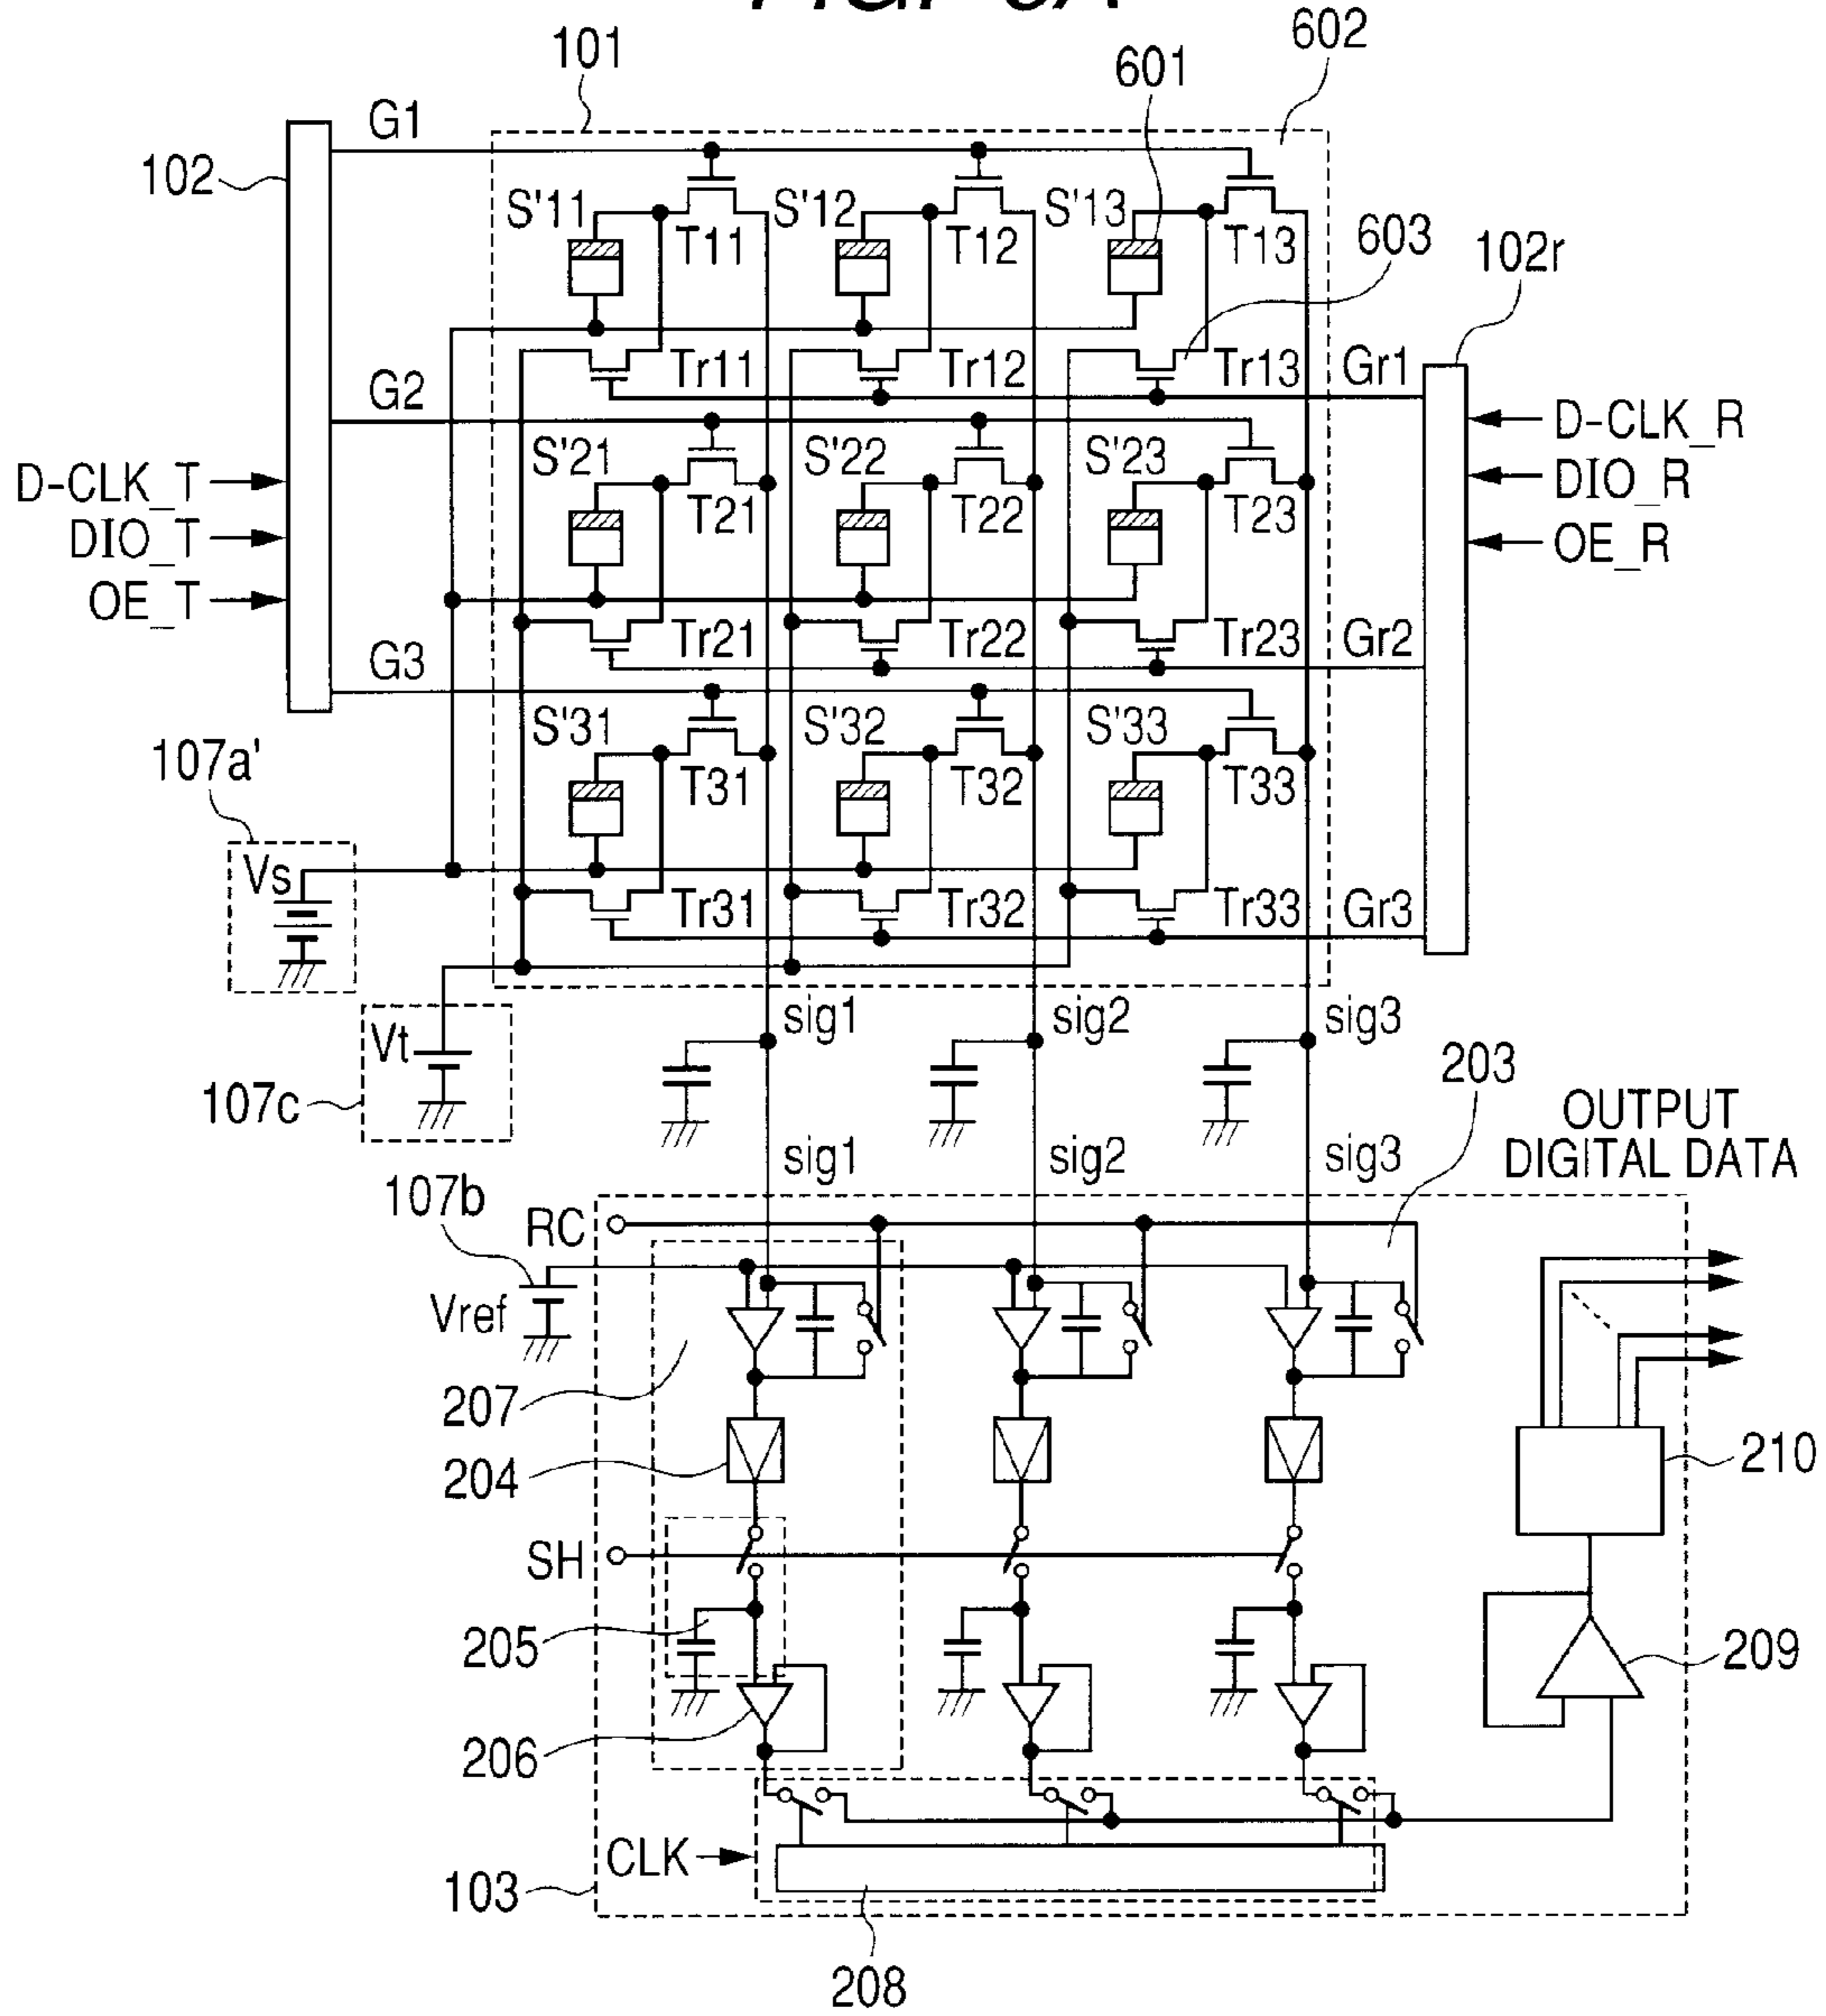 602
101
601
G1
102
S'11
S'12
S'13
T11
T12
T13
603
102r
Tr11
Tr12
Tr13
Gr1
G2
D-CLK_R
S'21
S'22
S'23
D-CLK_T
DIO_R
T21
T22
T23
DIO_T
OE_R
OE_T
Tr21
Tr22
Tr23
Gr2
G3
S'31
S'32
S'33
107a'
T31
T32
T33
Vs
Tr31
Tr32
Tr33
Gr3
sig1
sig2
sig3
Vt
203
107c
OUTPUT
DIGITAL DATA
sig1
sig2
sig3
107b
RC
Vref
207
204
210
SH
205
209
206
CLK
103
208